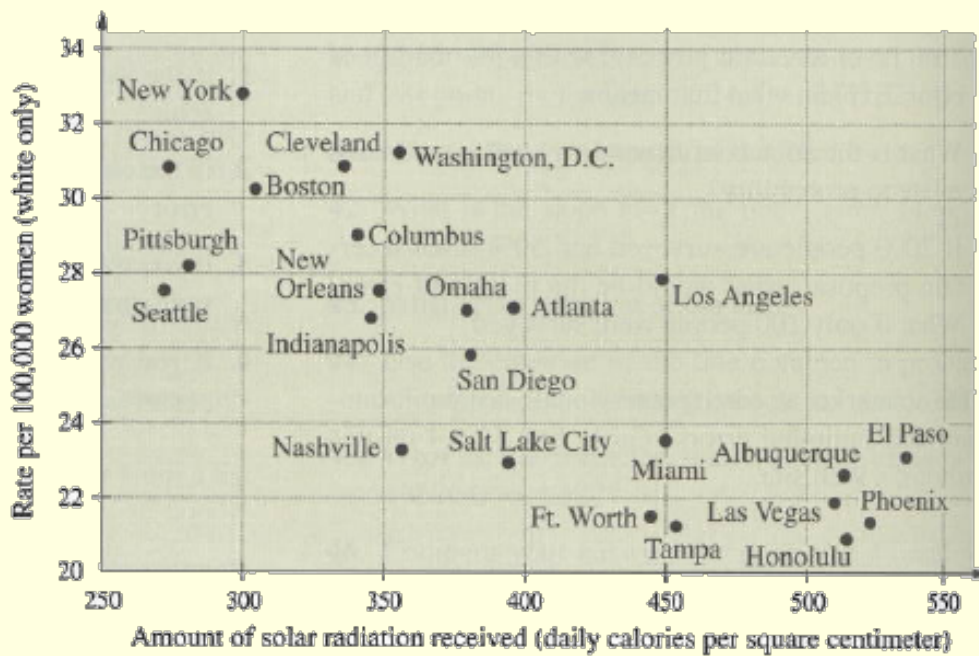 Rate per 100,000 women (white only)
34
32
30
28
26
24
22
20
New York
Chicago
Cleveland
Washington, D.C.
Boston
Pittsburgh
Columbus
New
Orleans
Omaha
Atlanta
Los Angeles
Seattle
Indianapolis
San Diego
El Paso
Nashville
Salt Lake City
Miami
Albuquerque
Phoenix
Ft. Worth
Las Vegas
Tampa
Honolulu
250 300 350 400 450 500 550
Amount of solar radiation received (daily calories per square centimeter)